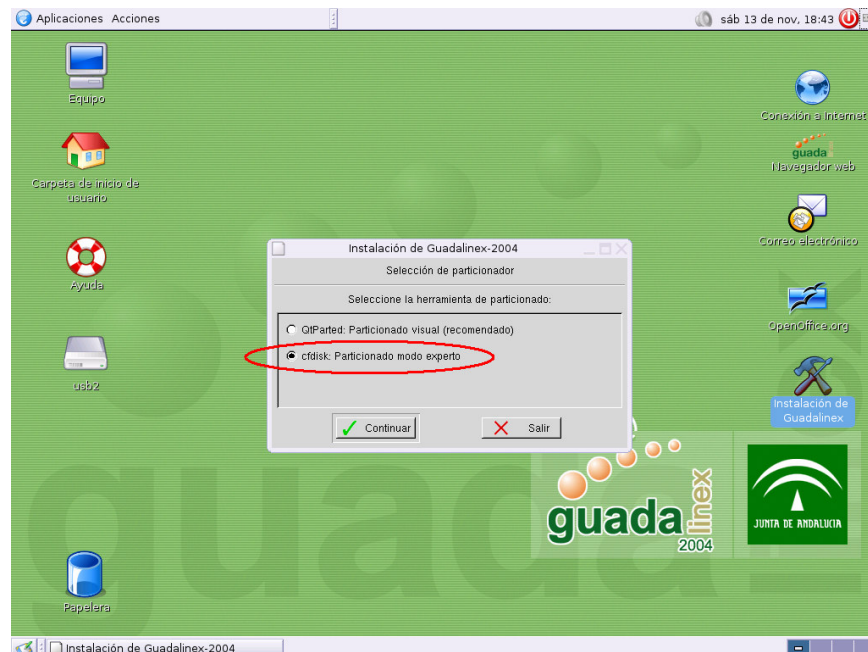 Aplicaciones Acciones
sáb 13 de nov, 18:43
Equipo
Conexión a Internet
guada
Navegador web
Carpeta de inicio de
usuario
Correo electrónico
Instalación de Guadalinex-2004
Selección de particionador
Seleccione la herramienta de particionado:
QtParted: Particionado visual (recomendado)
cfdisk: Particionado modo experto
Continuar
Salir
Ayuda
OpenOffice.org
usb2
Instalación de
Guadalinex
guada
guadalinex
2004
JUNTA DE ANDALUCIA
Papelera
Instalación de Guadalinex-2004